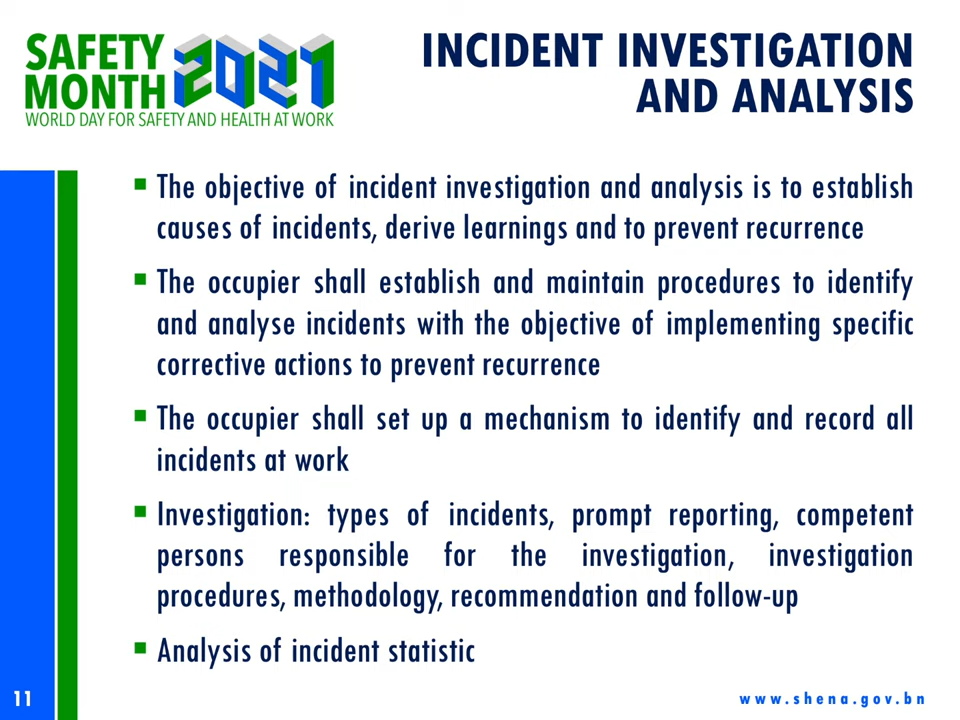 SAFETY
MONTH 2021
WORLD DAY FOR SAFETY AND HEALTH AT WORK
INCIDENT INVESTIGATION
AND ANALYSIS
▪ The objective of incident investigation and analysis is to establish
causes of incidents, derive learnings and to prevent recurrence
▪ The occupier shall establish and maintain procedures to identify
and analyse incidents with the objective of implementing specific
corrective actions to prevent recurrence
▪ The occupier shall set up a mechanism to identify and record all
incidents at work
▪ Investigation: types of incidents, prompt reporting, competent
persons responsible for the investigation, investigation
procedures, methodology, recommendation and follow-up
▪ Analysis of incident statistic
11
www.shena.gov.bn